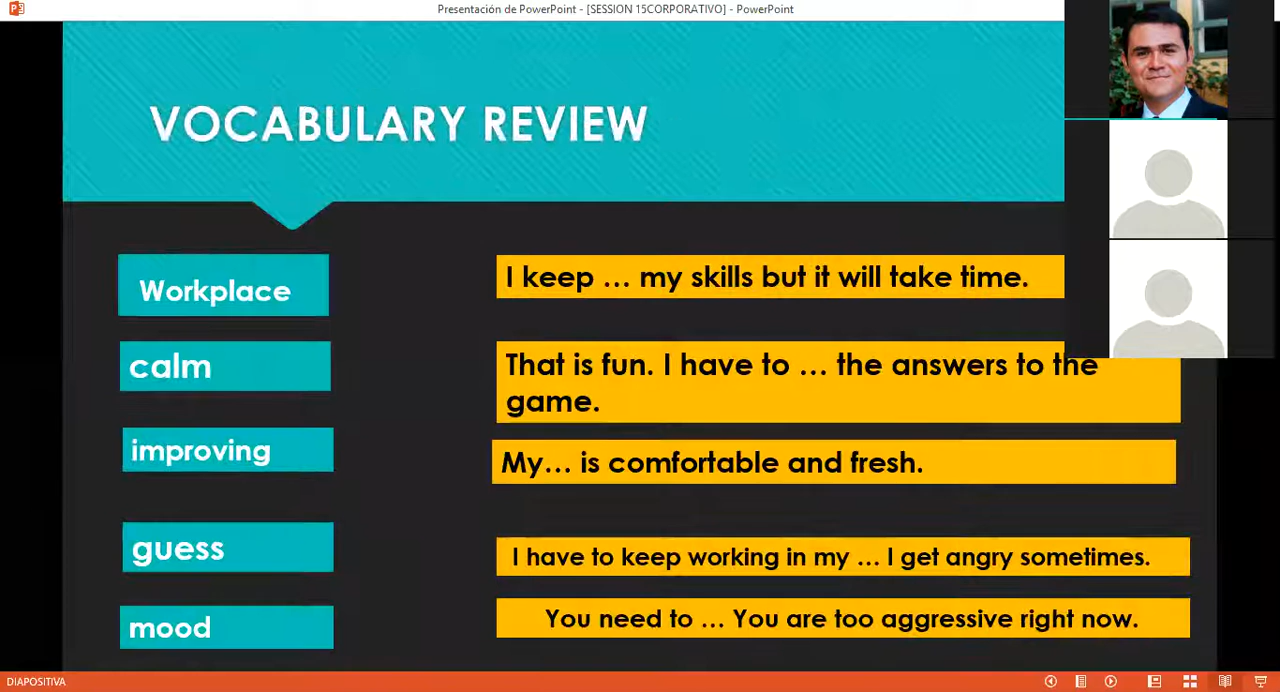 Presentación de PowerPoint - [SESSION 15CORPORATIVO] - PowerPoint
VOCABULARY REVIEW
Workplace
calm
improving
guess
mood
I keep ... my skills but it will take time.
That is fun. I have to ... the answers to the
game.
My... is comfortable and fresh.
I have to keep working in my ... I get angry sometimes.
You need to ... You are too aggressive right now.
DIAPOSITIVA